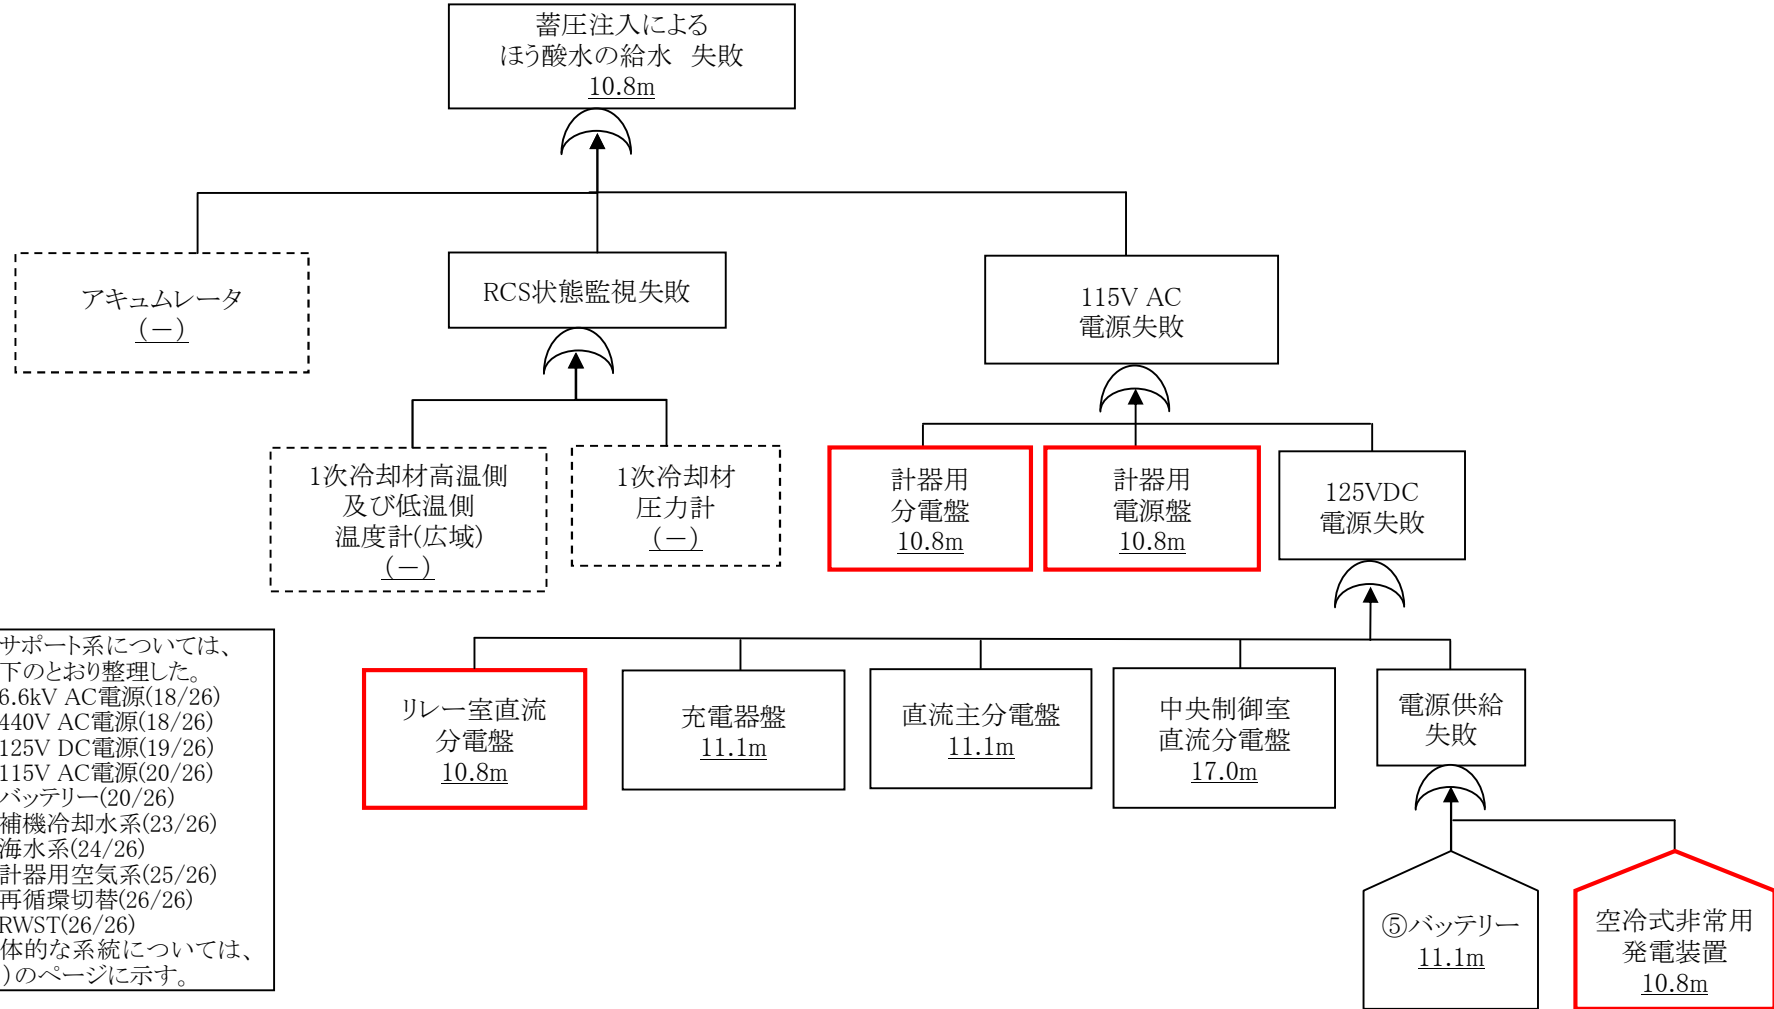 蓄圧注入による
ほう酸水の給水 失敗
10.8m
アキュムレータ
(－)
RCS状態監視失敗
115V AC
電源失敗
1次冷却材高温側
及び低温側
温度計(広域)
(－)
1次冷却材
圧力計
(－)
計器用
分電盤
10.8m
計器用
電源盤
10.8m
125VDC
電源失敗
サポート系については、
下のとおり整理した。
6.6kV AC電源(18/26)
440V AC電源(18/26)
125V DC電源(19/26)
115V AC電源(20/26)
バッテリー(20/26)
補機冷却水系(23/26)
海水系(24/26)
計器用空気系(25/26)
再循環切替(26/26)
RWST(26/26)
体的な系統については、
)のページに示す。
リレー室直流
分電盤
10.8m
充電器盤
11.1m
直流主分電盤
11.1m
中央制御室
直流分電盤
17.0m
電源供給
失敗
⑤バッテリー
11.1m
空冷式非常用
発電装置
10.8m